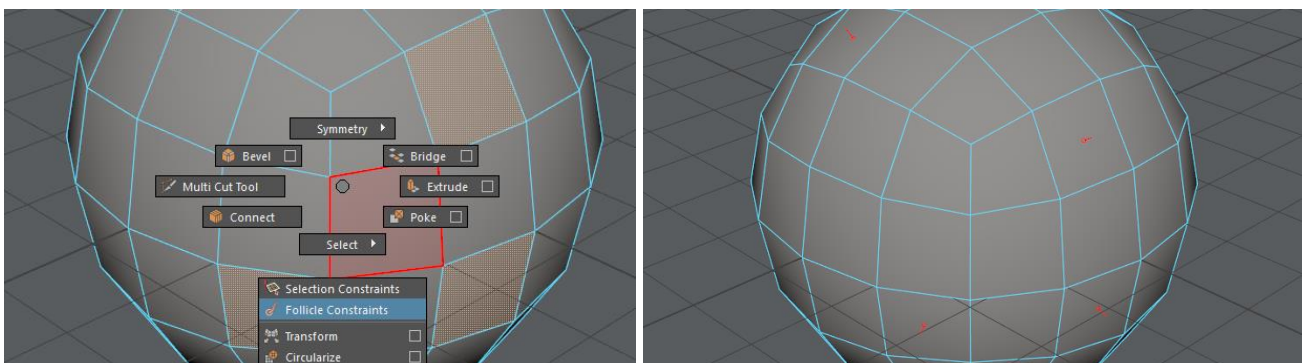 Symmetry
Bevel
Bridge
Multi Cut Tool
Extrude
Connect
Poke
Select
Selection Constraints
Follicle Constraints
Transform
Circularize